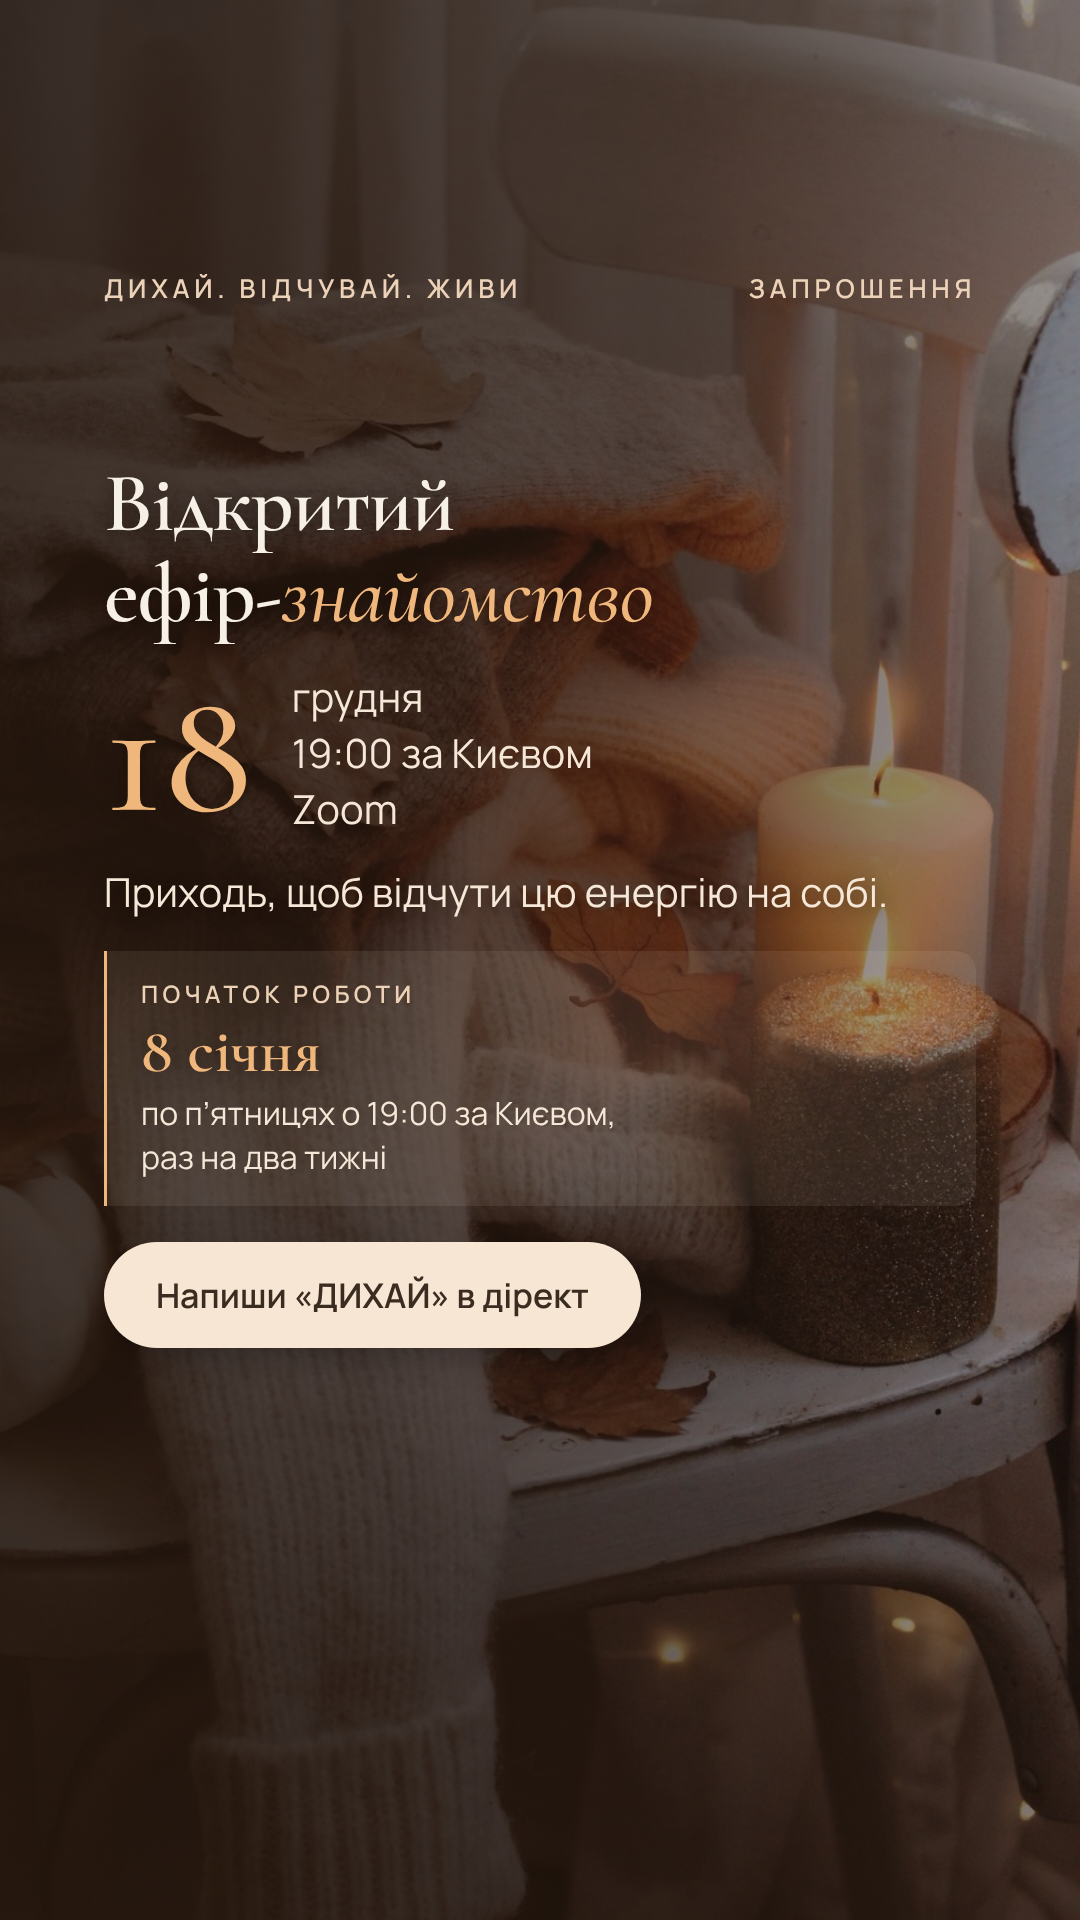 ДИХАЙ. ВІДЧУВАЙ. ЖИВИ
ЗАПРОШЕННЯ
Відкритий
ефір-знайомство
18
грудня
19:00 за Києвом
Zoom
Приходь, щоб відчути цю енергію на собі.
ПОЧАТОК РОБОТИ
8 січня
по п’ятницях о 19:00 за Києвом,
раз на два тижні
Напиши «ДИХАЙ» в дірект